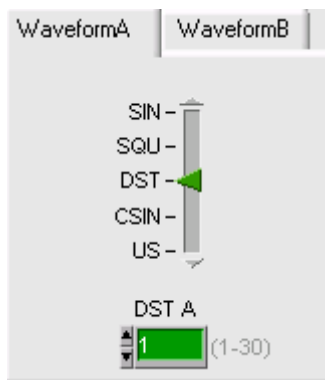 WaveformA WaveformB
SIN
SQU
DST
CSIN
US
DST A
1 (1-30)